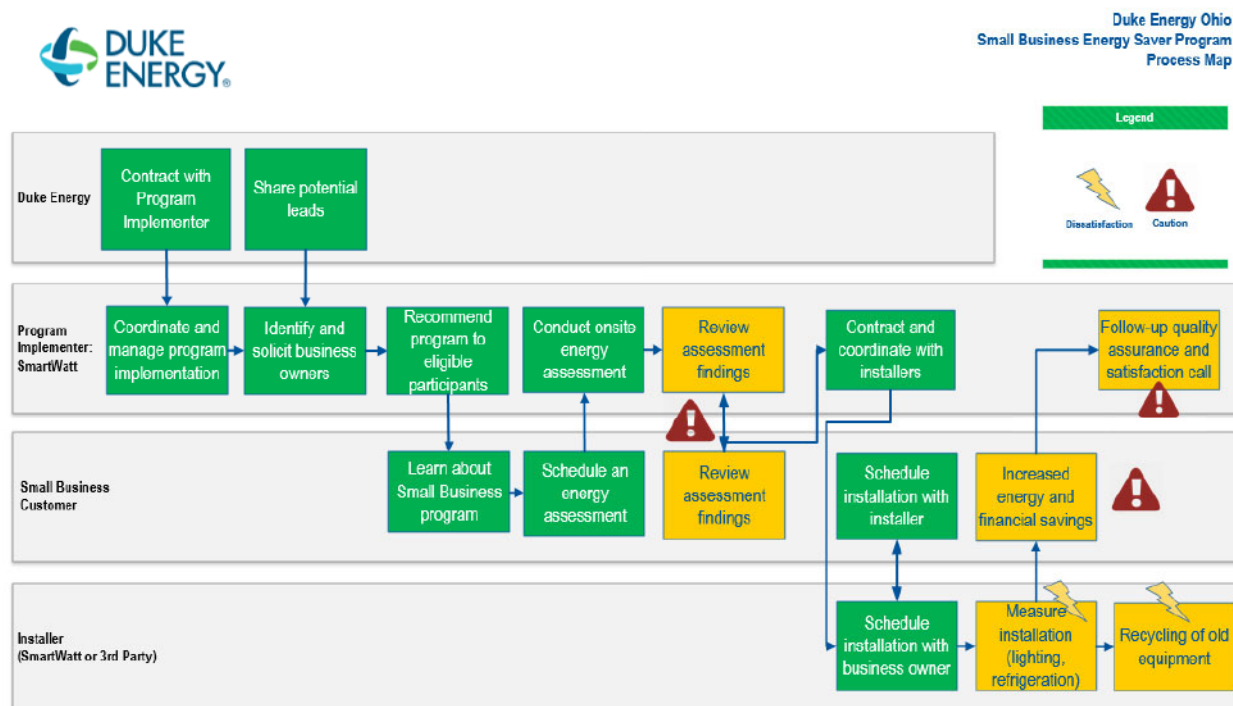 DUKE
ENERGY®
Duke Energy Ohio
Small Business Energy Saver Program
Process Map
Legend
Dissatisfaction
Caution
Duke Energy
Contract with
Program
Implementer
Share potential
leads
Program
Implementer:
SmartWatt
Coordinate and
manage program
implementation
Identify and
solicit business
owners
Recommend
program to
eligible
participants
Conduct onsite
energy
assessment
Review
assessment
findings
Contract and
coordinate with
installers
Follow-up quality
assurance and
satisfaction call
Small Business
Customer
Learn about
Small Business
program
Schedule an
energy
assessment
Review
assessment
findings
Schedule
installation with
installer
Increased
energy and
financial savings
Installer
(SmartWatt or 3rd Party)
Schedule
installation with
business owner
Measure
installation
(lighting,
refrigeration)
Recycling of old
equipment